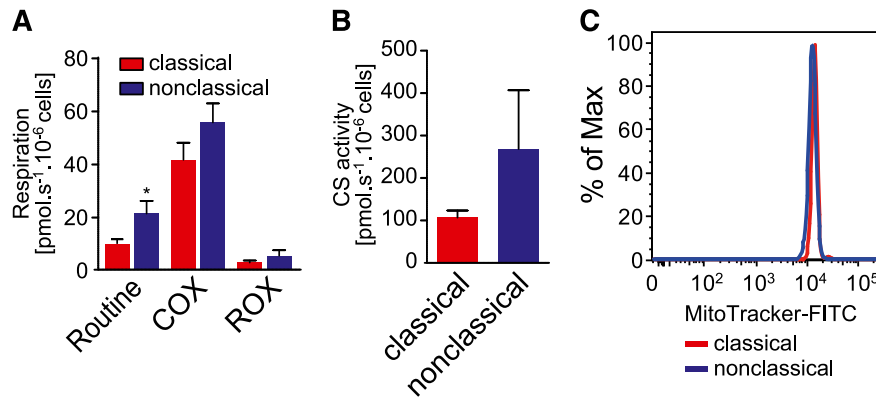 A
Respiration
[pmol.s⁻¹.10⁻⁶ cells]
80
60
40
20
0
classical
nonclassical
*
Routine
COX
ROX
B
CS activity
[pmol.s⁻¹.10⁻⁶ cells]
500
400
300
200
100
0
classical
nonclassical
C
% of Max
100
80
60
40
20
0
0
10²
10³
10⁴
10⁵
MitoTracker-FITC
classical
nonclassical